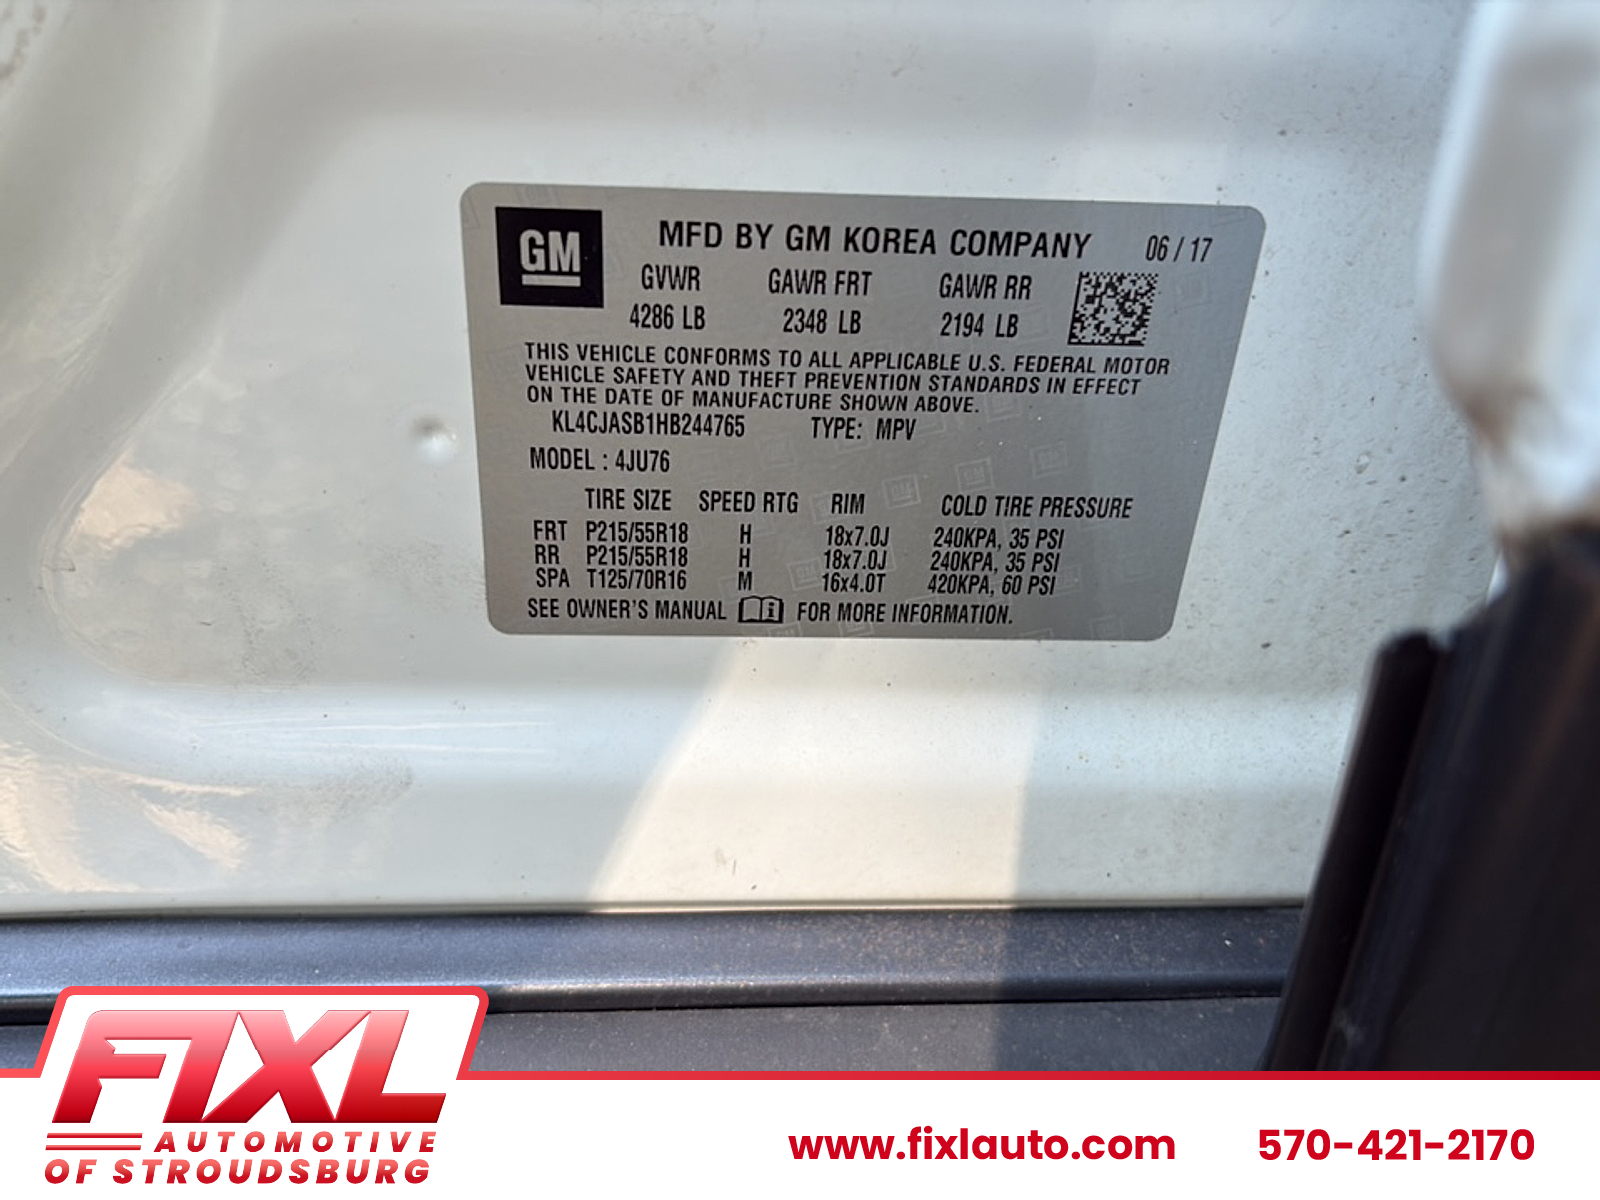 GM
MFD BY GM KOREA COMPANY 06 / 17
GVWR GAWR FRT GAWR RR
4286 LB 2348 LB 2194 LB
THIS VEHICLE CONFORMS TO ALL APPLICABLE U.S. FEDERAL MOTOR
VEHICLE SAFETY AND THEFT PREVENTION STANDARDS IN EFFECT
ON THE DATE OF MANUFACTURE SHOWN ABOVE.
KL4CJASB1HB244765 TYPE: MPV
MODEL : 4JU76
TIRE SIZE SPEED RTG RIM COLD TIRE PRESSURE
FRT P215/55R18 H 18x7.0J 240KPA, 35 PSI
RR P215/55R18 H 18x7.0J 240KPA, 35 PSI
SPA T125/70R16 M 16x4.0T 420KPA, 60 PSI
SEE OWNER'S MANUAL FOR MORE INFORMATION.
FIXL
AUTOMOTIVE
OF STROUDSBURG
www.fixlauto.com 570-421-2170